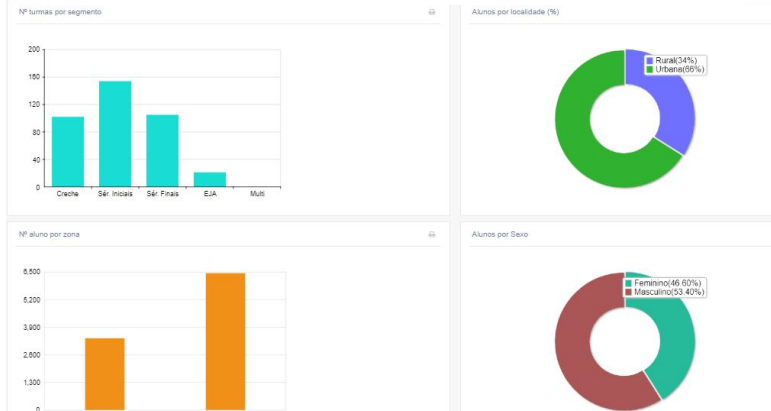 Nº turmas por segmento
200
160
120
80
40
0
Creche Sér. Iniciais Sér. Finais EJA Multi
Alunos por localidade (%)
Rural(34%)
Urbana(66%)
Nº aluno por zona
6,500
5,200
3,900
2,600
1,300
0
Alunos por Sexo
Feminino(46.60%)
Masculino(53.40%)